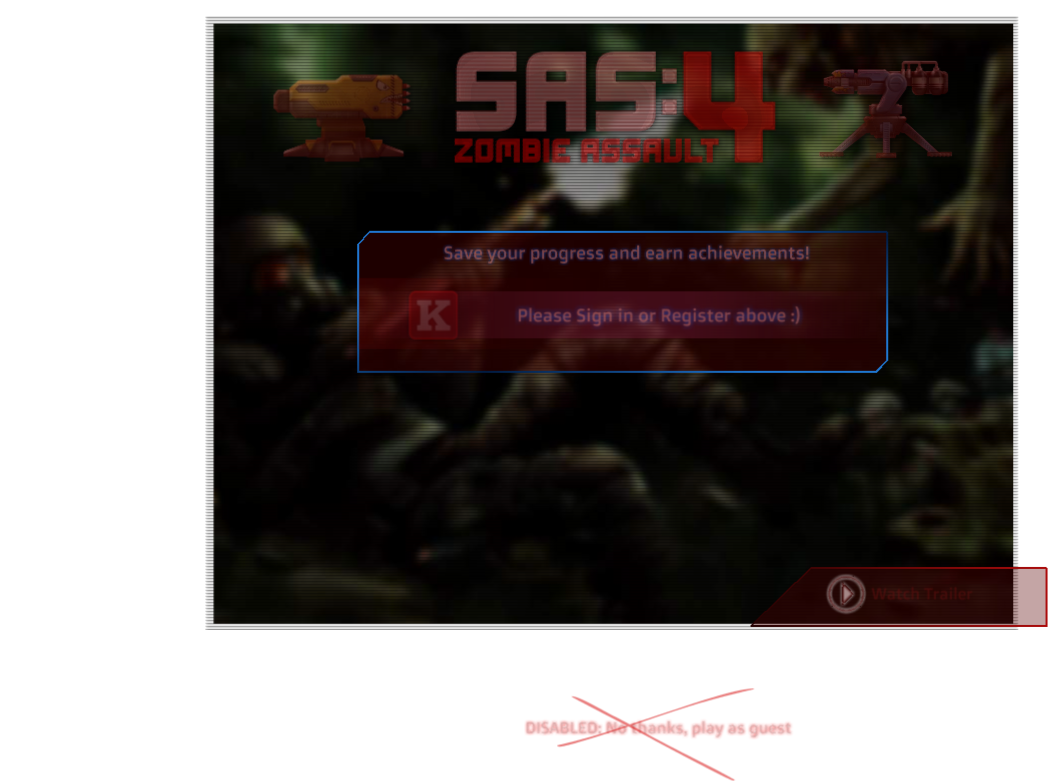 SAS:4
ZOMBIE ASSAULT
Save your progress and earn achievements!
K
Please Sign in or Register above :)
Watch Trailer
DISABLED: No thanks, play as guest